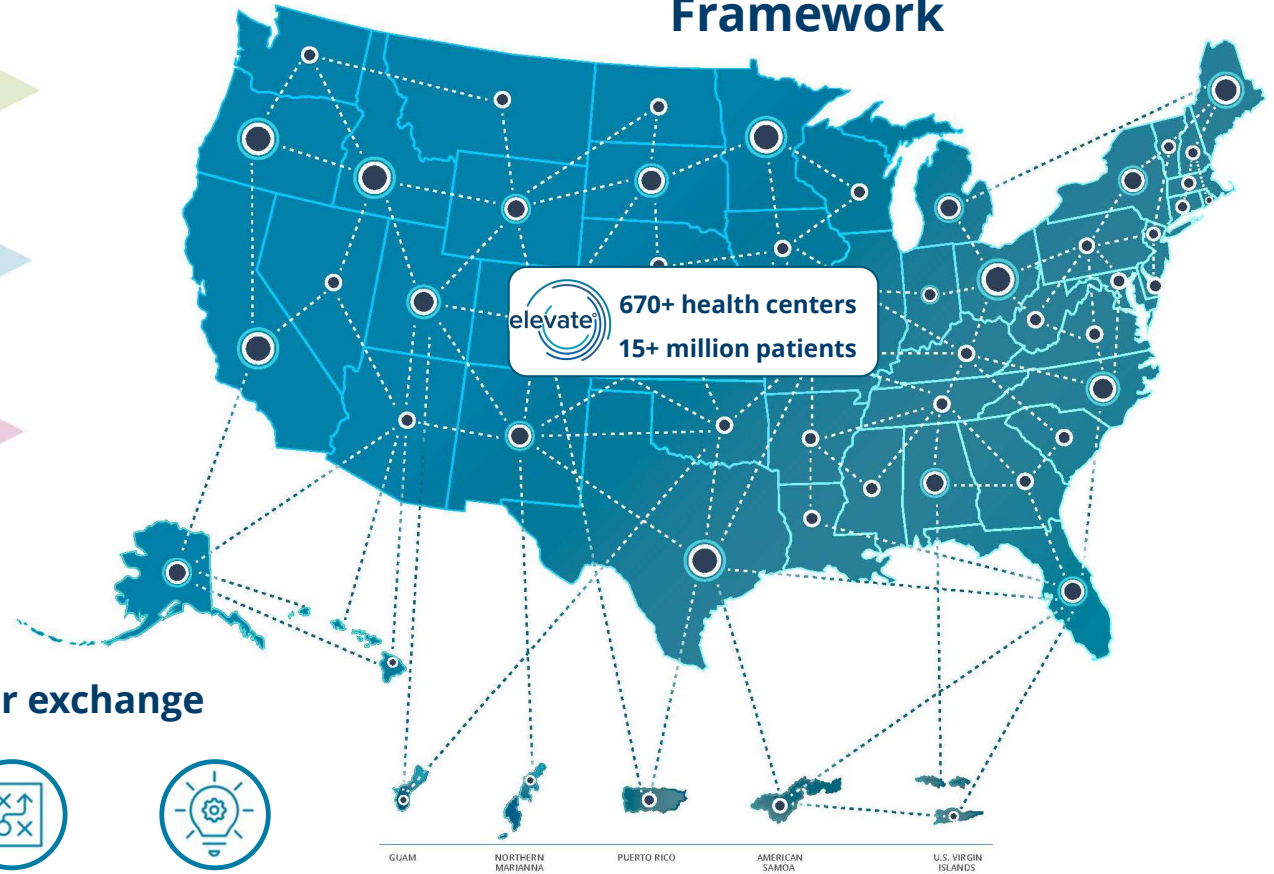 Framework
elevate
670+ health centers
15+ million patients
r exchange
GUAM
NORTHERN
MARIANNA
PUERTO RICO
AMERICAN
SAMOA
U.S. VIRGIN
ISLANDS